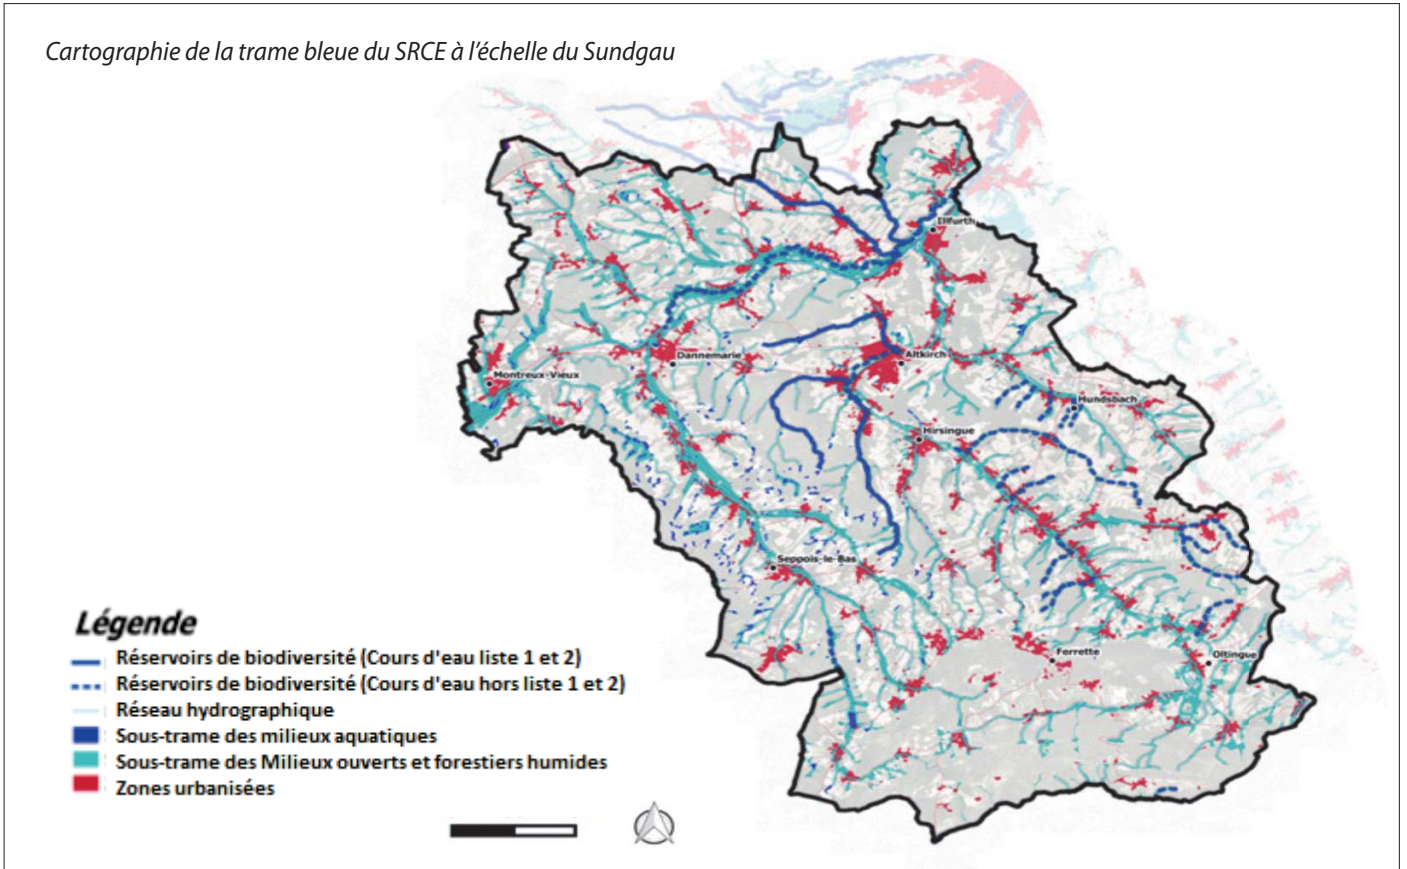 Cartographie de la trame bleue du SRCE à l'échelle du Sundgau
Illfurth
Dannemarie
Altkirch
Montreux-Vieux
Hundsbach
Hirsingue
Seppois-le-Bas
Ferrette
Oltingue
Légende
Réservoirs de biodiversité (Cours d'eau liste 1 et 2)
Réservoirs de biodiversité (Cours d'eau hors liste 1 et 2)
Réseau hydrographique
Sous-trame des milieux aquatiques
Sous-trame des Milieux ouverts et forestiers humides
Zones urbanisées